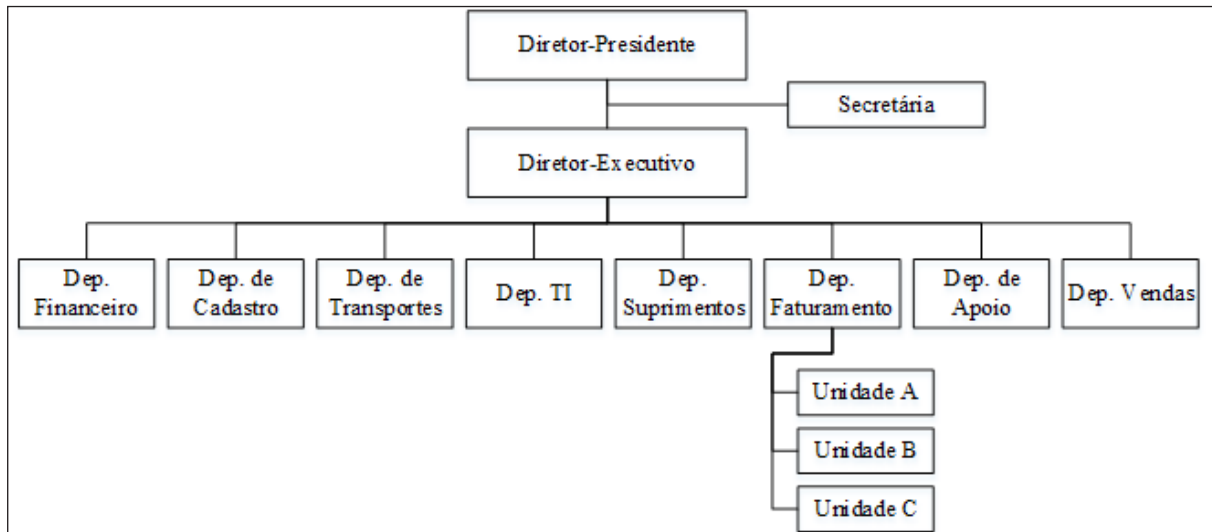 Diretor-Presidente
Secretária
Diretor-Executivo
Dep.
Financeiro
Dep. de
Cadastro
Dep. de
Transportes
Dep. TI
Dep.
Suprimentos
Dep.
Faturamento
Dep. de
Apoio
Dep. Vendas
Unidade A
Unidade B
Unidade C